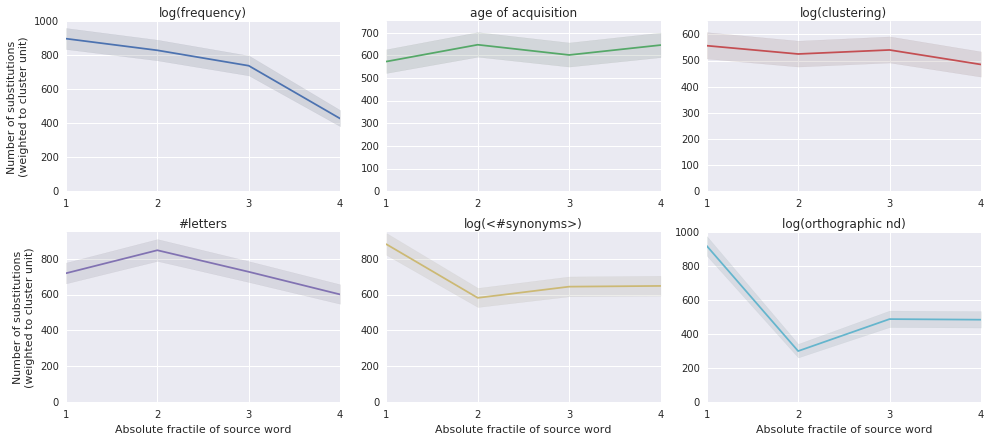 log(frequency)
age of acquisition
log(clustering)
Number of substitutions
(weighted to cluster unit)
1000
800
600
400
200
0
1 2 3 4
700
600
500
400
300
200
100
0
1 2 3 4
600
500
400
300
200
100
0
1 2 3 4
#letters
log(<#synonyms>)
log(orthographic nd)
Number of substitutions
(weighted to cluster unit)
800
600
400
200
0
1 2 3 4
Absolute fractile of source word
800
600
400
200
0
1 2 3 4
Absolute fractile of source word
1000
800
600
400
200
0
1 2 3 4
Absolute fractile of source word